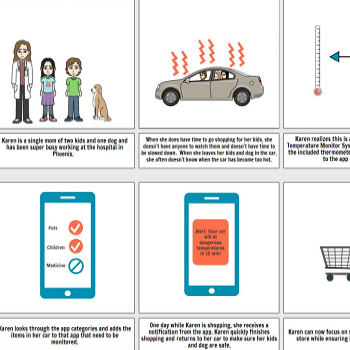 Karen is a single mom of two kids and one dog and
has been super busy working at the hospital in
Phoenix.
When she does have time to go shopping for her kids, she
doesn't have anyone to watch them and doesn't have time to
be slowed down. When she leaves her kids and dog in the car,
she often doesn't know when the car has become too hot.
Karen realizes this is a
Temperature Monitor Sys
the included thermomete
to the app
Pets
Children
Medicine
Alert: Your car
will at
dangerous
temperatures
in 10 min!
Karen looks through the app categories and adds the
items in her car to that app that need to be
monitored.
One day while Karen is shopping, she receives a
notification from the app. Karen quickly finishes
shopping and returns to her car to make sure her kids
and dog are safe.
Karen can now focus on
store while ensuring